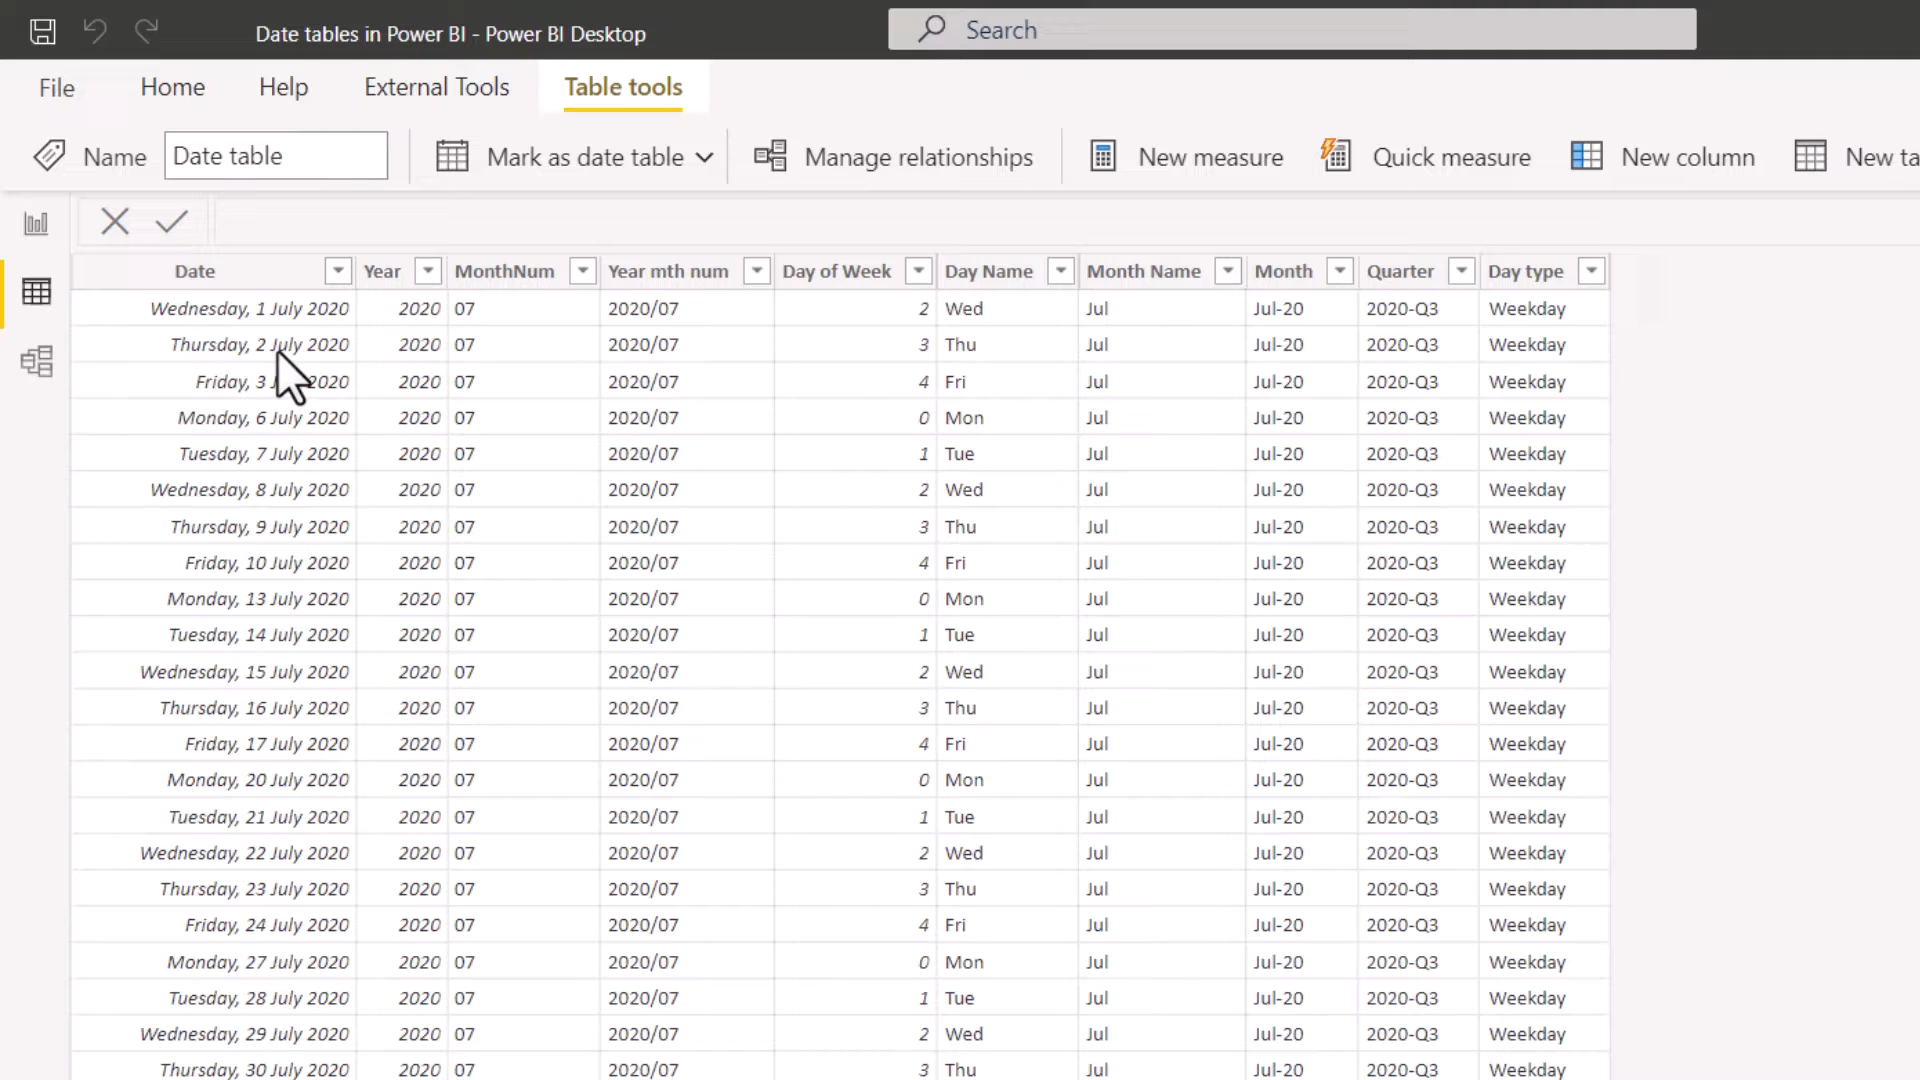 Date tables in Power BI - Power BI Desktop
Search
File Home Help External Tools Table tools
Name Date table Mark as date table Manage relationships New measure Quick measure New column New ta
Date Year MonthNum Year mth num Day of Week Day Name Month Name Month Quarter Day type
Wednesday, 1 July 2020 2020 07 2020/07 2 Wed Jul Jul-20 2020-Q3 Weekday
Thursday, 2 July 2020 2020 07 2020/07 3 Thu Jul Jul-20 2020-Q3 Weekday
Friday, 3 J 2020 2020 07 2020/07 4 Fri Jul Jul-20 2020-Q3 Weekday
Monday, 6 July 2020 2020 07 2020/07 0 Mon Jul Jul-20 2020-Q3 Weekday
Tuesday, 7 July 2020 2020 07 2020/07 1 Tue Jul Jul-20 2020-Q3 Weekday
Wednesday, 8 July 2020 2020 07 2020/07 2 Wed Jul Jul-20 2020-Q3 Weekday
Thursday, 9 July 2020 2020 07 2020/07 3 Thu Jul Jul-20 2020-Q3 Weekday
Friday, 10 July 2020 2020 07 2020/07 4 Fri Jul Jul-20 2020-Q3 Weekday
Monday, 13 July 2020 2020 07 2020/07 0 Mon Jul Jul-20 2020-Q3 Weekday
Tuesday, 14 July 2020 2020 07 2020/07 1 Tue Jul Jul-20 2020-Q3 Weekday
Wednesday, 15 July 2020 2020 07 2020/07 2 Wed Jul Jul-20 2020-Q3 Weekday
Thursday, 16 July 2020 2020 07 2020/07 3 Thu Jul Jul-20 2020-Q3 Weekday
Friday, 17 July 2020 2020 07 2020/07 4 Fri Jul Jul-20 2020-Q3 Weekday
Monday, 20 July 2020 2020 07 2020/07 0 Mon Jul Jul-20 2020-Q3 Weekday
Tuesday, 21 July 2020 2020 07 2020/07 1 Tue Jul Jul-20 2020-Q3 Weekday
Wednesday, 22 July 2020 2020 07 2020/07 2 Wed Jul Jul-20 2020-Q3 Weekday
Thursday, 23 July 2020 2020 07 2020/07 3 Thu Jul Jul-20 2020-Q3 Weekday
Friday, 24 July 2020 2020 07 2020/07 4 Fri Jul Jul-20 2020-Q3 Weekday
Monday, 27 July 2020 2020 07 2020/07 0 Mon Jul Jul-20 2020-Q3 Weekday
Tuesday, 28 July 2020 2020 07 2020/07 1 Tue Jul Jul-20 2020-Q3 Weekday
Wednesday, 29 July 2020 2020 07 2020/07 2 Wed Jul Jul-20 2020-Q3 Weekday
Thursday, 30 July 2020 2020 07 2020/07 3 Thu Jul Jul-20 2020-Q3 Weekday